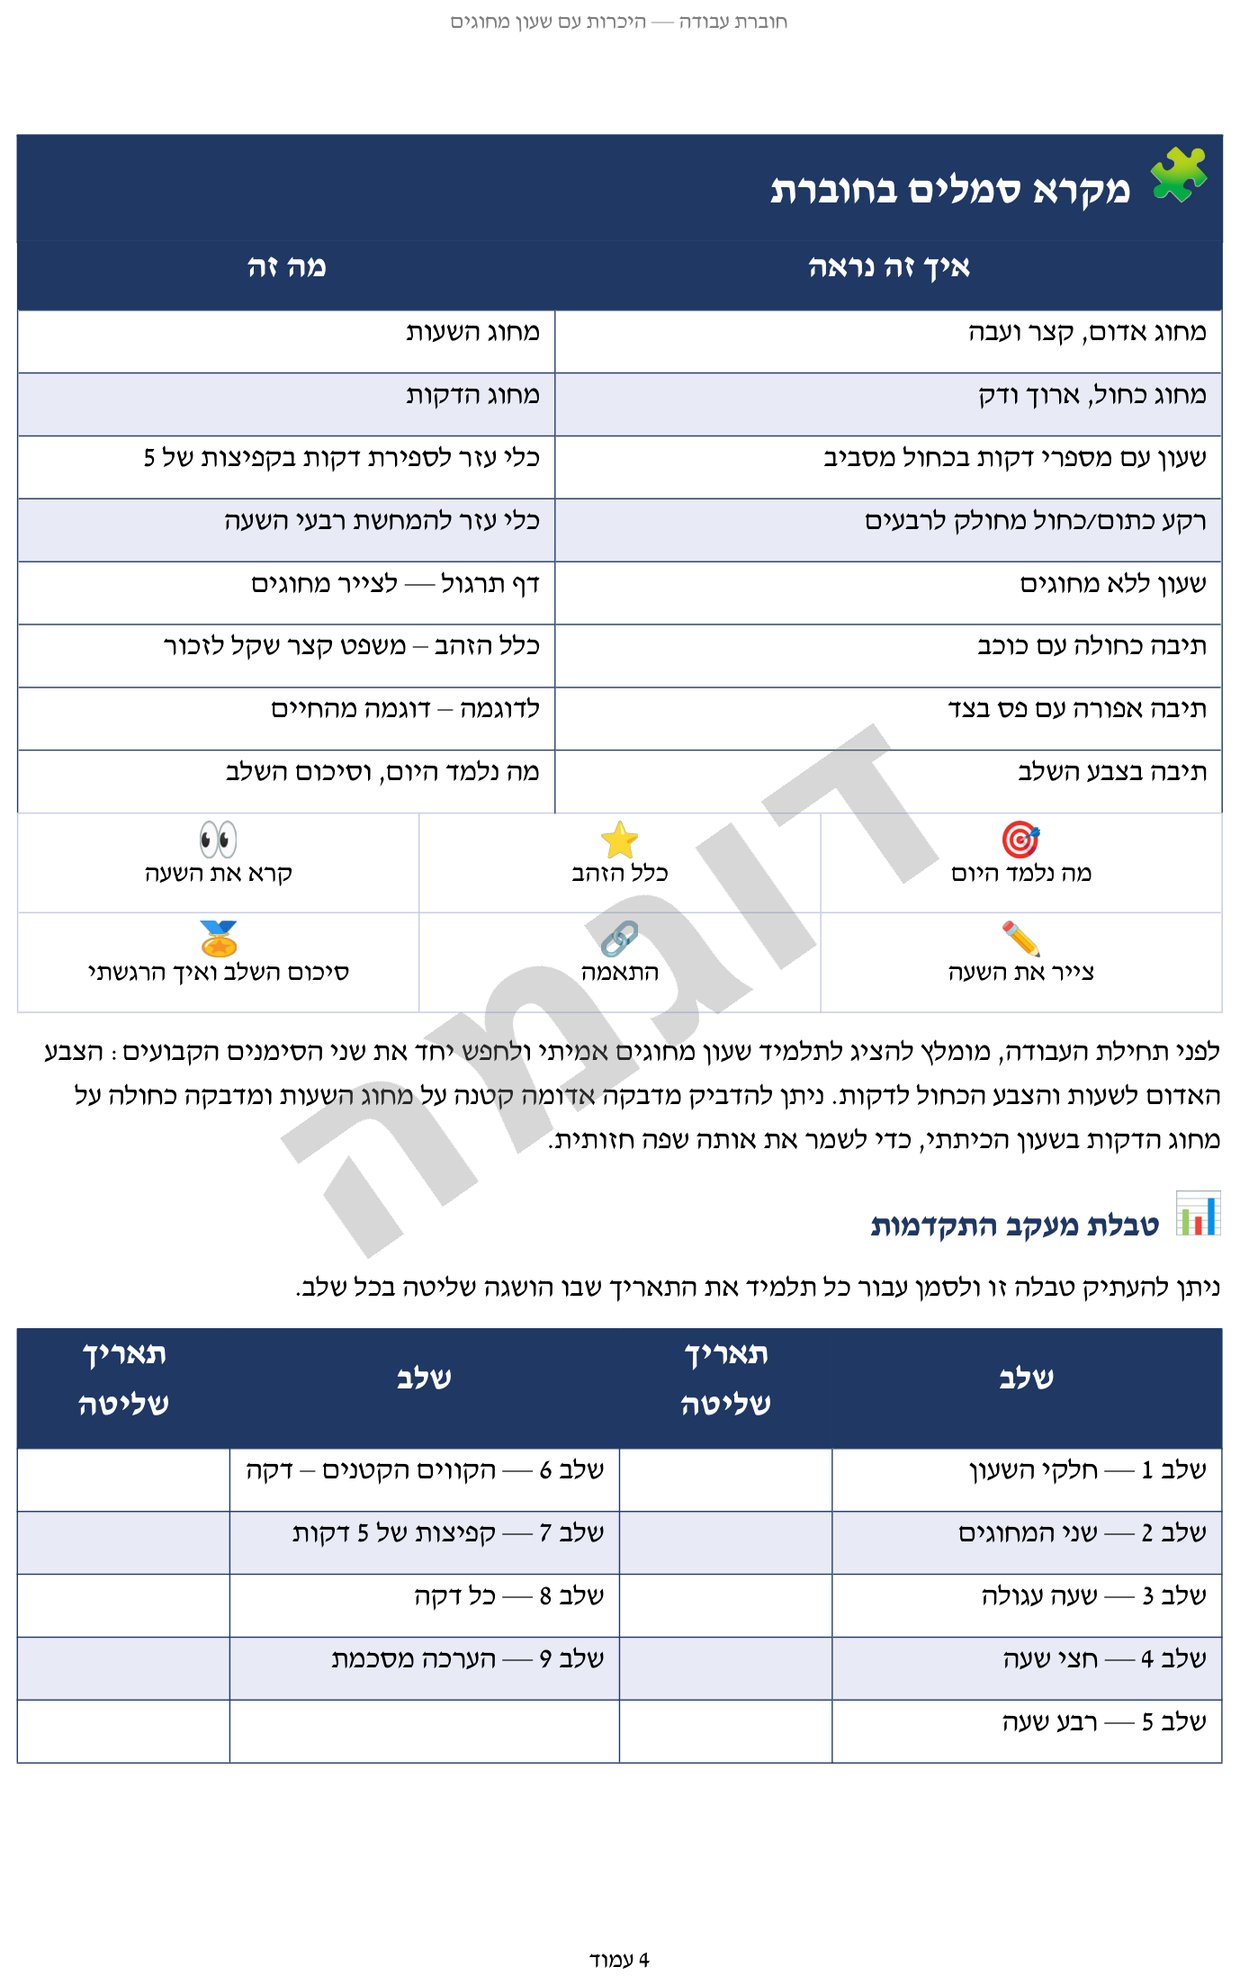 חוברת עבודה — היכרות עם שעון מחוגים
מקרא סמלים בחוברת
איך זה נראה מה זה
מחוג אדום, קצר ועבה מחוג השעות
מחוג כחול, ארוך ודק מחוג הדקות
שעון עם מספרי דקות בכחול מסביב כלי עזר לספירת דקות בקפיצות של 5
רקע כתום/כחול מחולק לרבעים כלי עזר להמחשת רבעי השעה
שעון ללא מחוגים דף תרגול — לצייר מחוגים
תיבה כחולה עם כוכב כלל הזהב – משפט קצר שקל לזכור
תיבה אפורה עם פס בצד לדוגמה – דוגמה מהחיים
תיבה בצבע השלב מה נלמד היום, וסיכום השלב
מה נלמד היום כלל הזהב קרא את השעה
צייר את השעה התאמה סיכום השלב ואיך הרגשתי
לפני תחילת העבודה, מומלץ להציג לתלמיד שעון מחוגים אמיתי ולחפש יחד את שני הסימנים הקבועים: הצבע
האדום לשעות והצבע הכחול לדקות. ניתן להדביק מדבקה אדומה קטנה על מחוג השעות ומדבקה כחולה על
מחוג הדקות בשעון הכיתתי, כדי לשמר את אותה שפה חזותית.
דוגמה
טבלת מעקב התקדמות
ניתן להעתיק טבלה זו ולסמן עבור כל תלמיד את התאריך שבו הושגה שליטה בכל שלב.
שלב תאריך שליטה שלב תאריך שליטה
שלב 1 — חלקי השעון שלב 6 — הקווים הקטנים – דקה
שלב 2 — שני המחוגים שלב 7 — קפיצות של 5 דקות
שלב 3 — שעה עגולה שלב 8 — כל דקה
שלב 4 — חצי שעה שלב 9 — הערכה מסכמת
שלב 5 — רבע שעה
4 עמוד